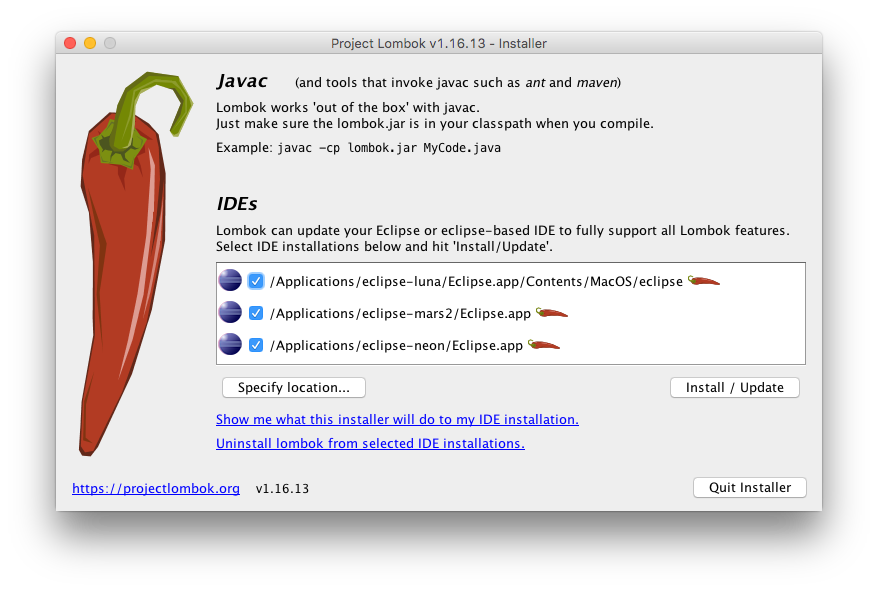 Project Lombok v1.16.13 - Installer
Javac (and tools that invoke javac such as ant and maven)
Lombok works 'out of the box' with javac.
Just make sure the lombok.jar is in your classpath when you compile.
Example: javac -cp lombok.jar MyCode.java
IDEs
Lombok can update your Eclipse or eclipse-based IDE to fully support all Lombok features.
Select IDE installations below and hit 'Install/Update'.
/Applications/eclipse-luna/Eclipse.app/Contents/MacOS/eclipse
/Applications/eclipse-mars2/Eclipse.app
/Applications/eclipse-neon/Eclipse.app
Specify location... Install / Update
Show me what this installer will do to my IDE installation.
Uninstall lombok from selected IDE installations.
https://projectlombok.org v1.16.13 Quit Installer